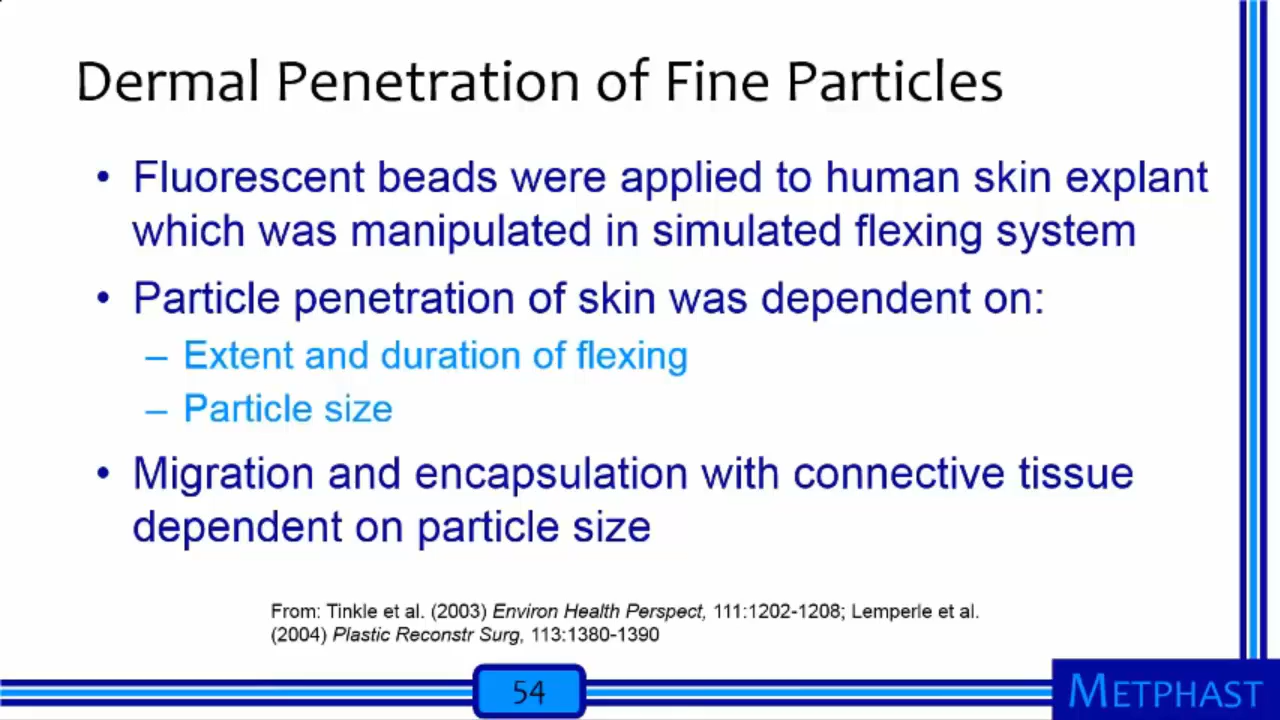 Dermal Penetration of Fine Particles
• Fluorescent beads were applied to human skin explant
which was manipulated in simulated flexing system
• Particle penetration of skin was dependent on:
– Extent and duration of flexing
– Particle size
• Migration and encapsulation with connective tissue
dependent on particle size
From: Tinkle et al. (2003) Environ Health Perspect, 111:1202-1208; Lemperle et al.
(2004) Plastic Reconstr Surg, 113:1380-1390
54
METPHAST